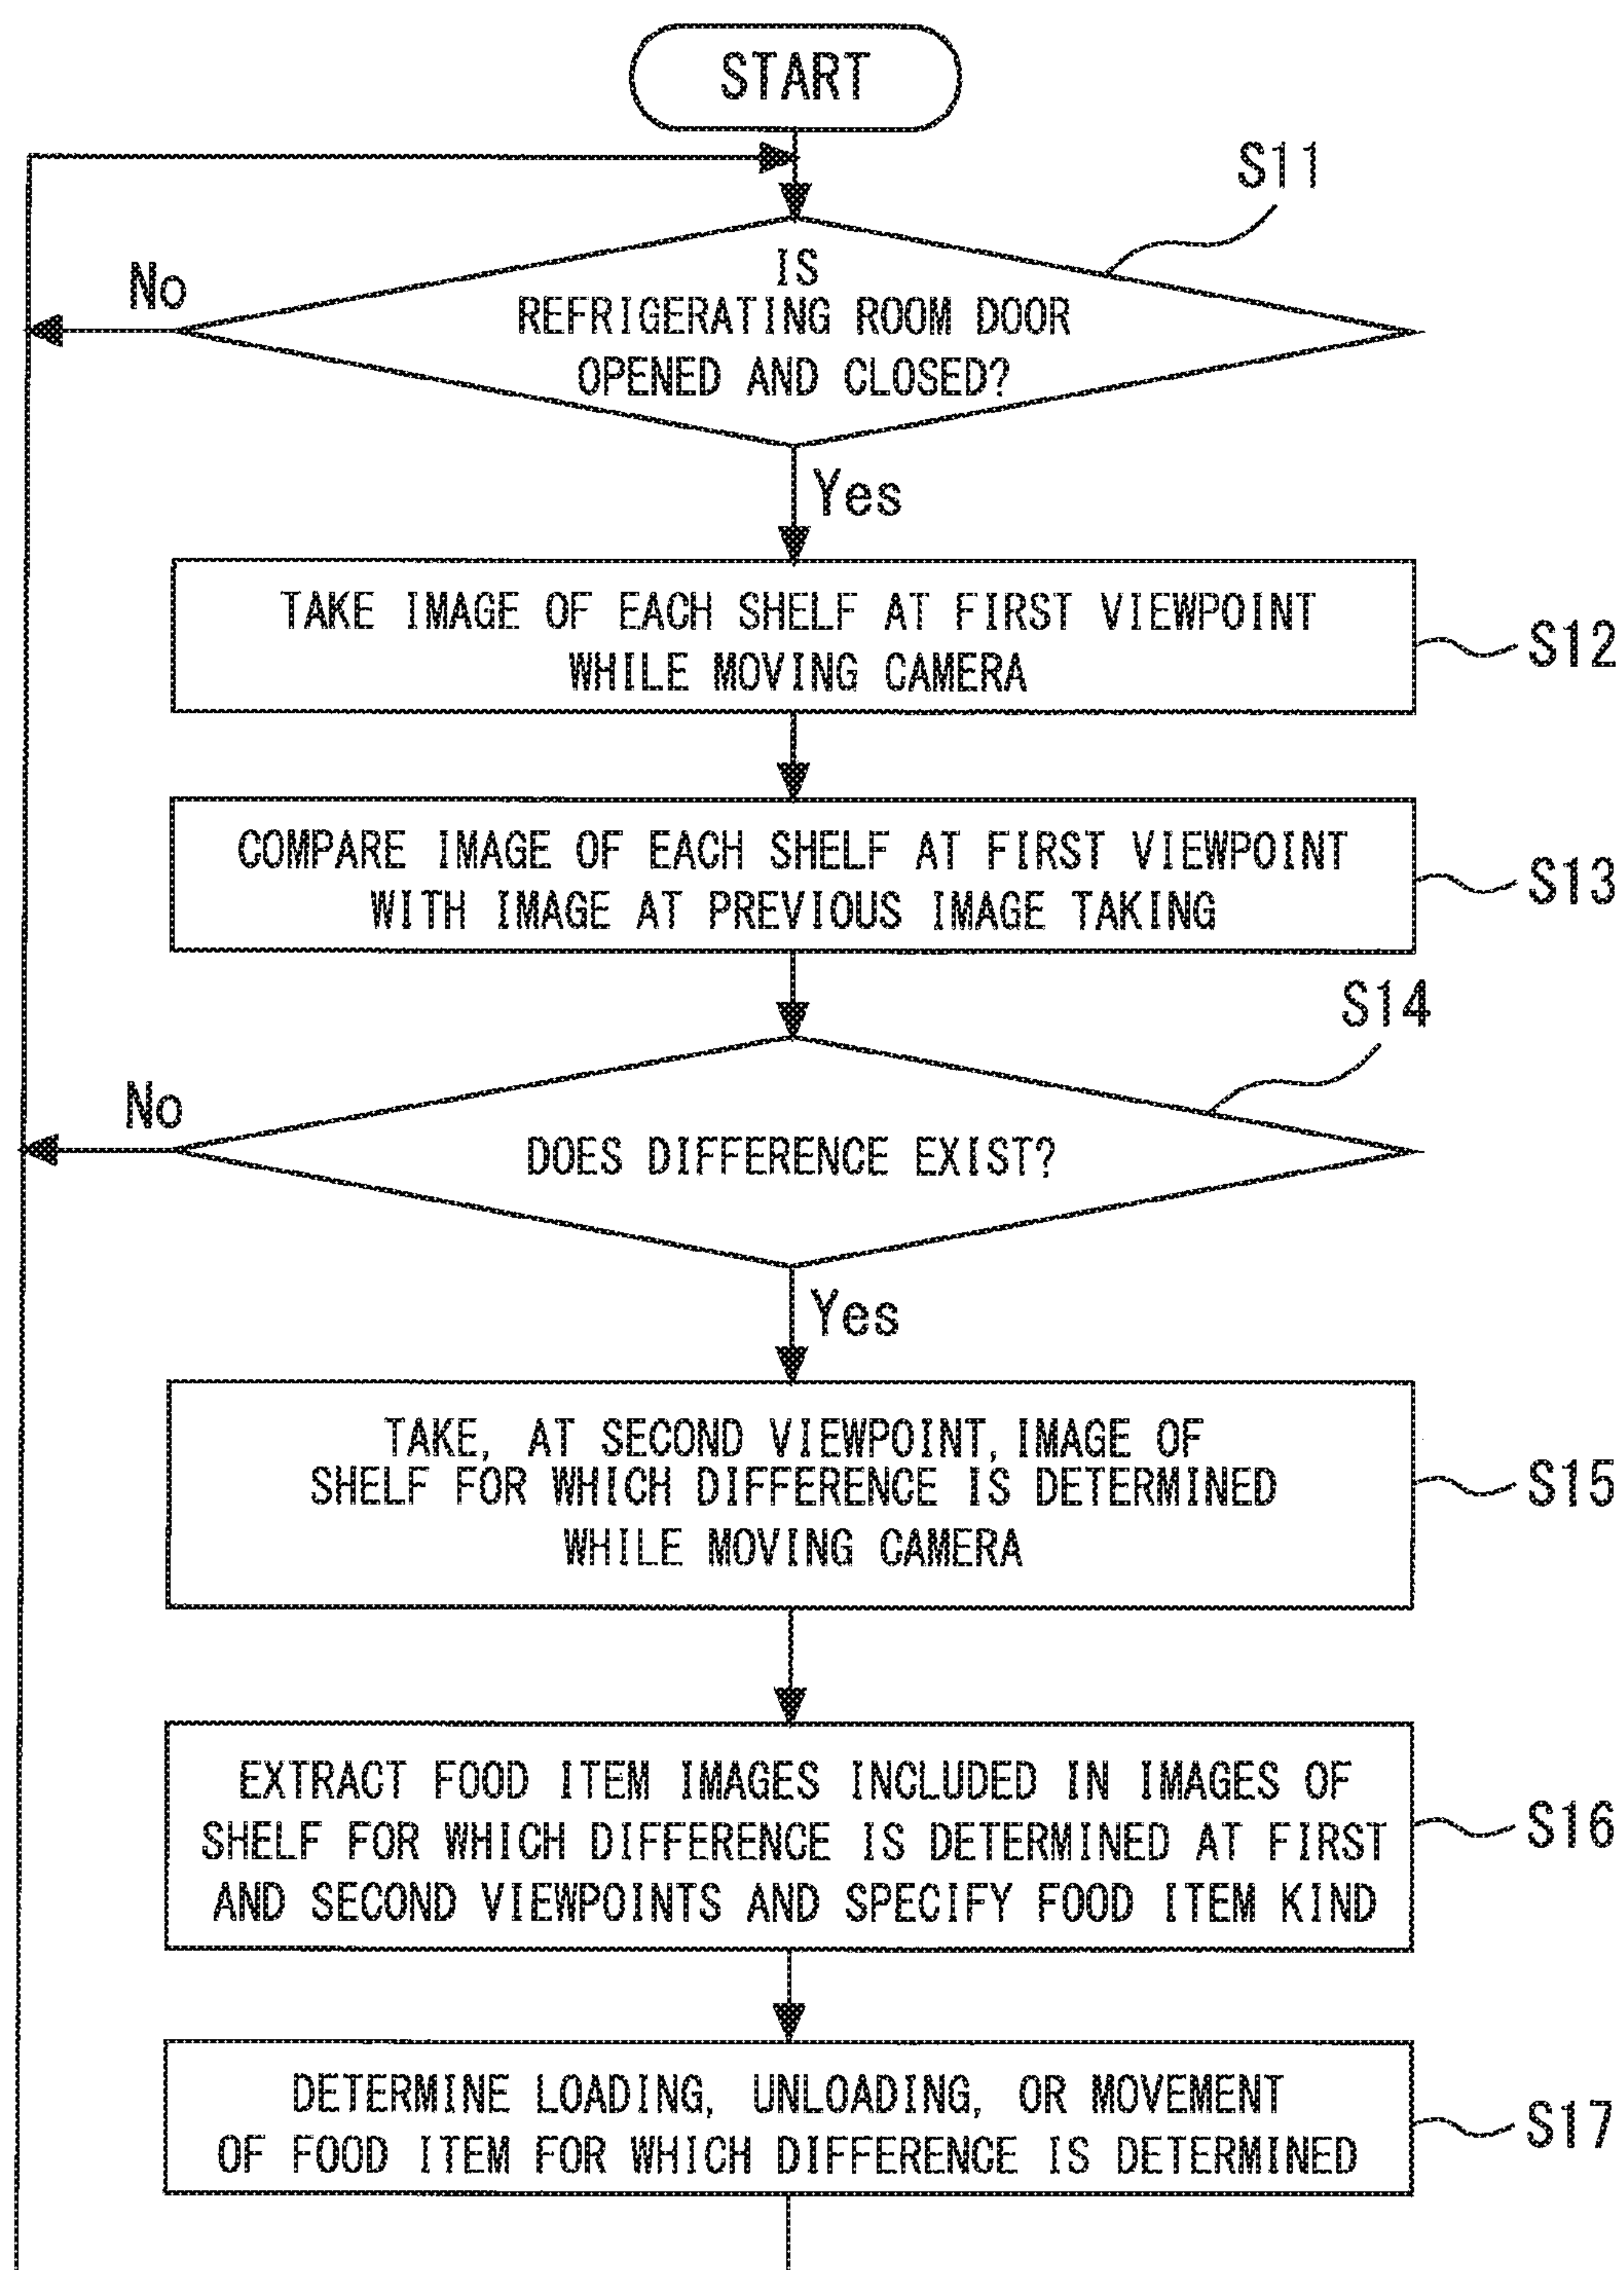 START
S11
No
IS
REFRIGERATING ROOM DOOR
OPENED AND CLOSED?
Yes
TAKE IMAGE OF EACH SHELF AT FIRST VIEWPOINT
WHILE MOVING CAMERA
S12
COMPARE IMAGE OF EACH SHELF AT FIRST VIEWPOINT
WITH IMAGE AT PREVIOUS IMAGE TAKING
S13
S14
No
DOES DIFFERENCE EXIST?
Yes
TAKE, AT SECOND VIEWPOINT, IMAGE OF
SHELF FOR WHICH DIFFERENCE IS DETERMINED
WHILE MOVING CAMERA
S15
EXTRACT FOOD ITEM IMAGES INCLUDED IN IMAGES OF
SHELF FOR WHICH DIFFERENCE IS DETERMINED AT FIRST
AND SECOND VIEWPOINTS AND SPECIFY FOOD ITEM KIND
S16
DETERMINE LOADING, UNLOADING, OR MOVEMENT
OF FOOD ITEM FOR WHICH DIFFERENCE IS DETERMINED
S17